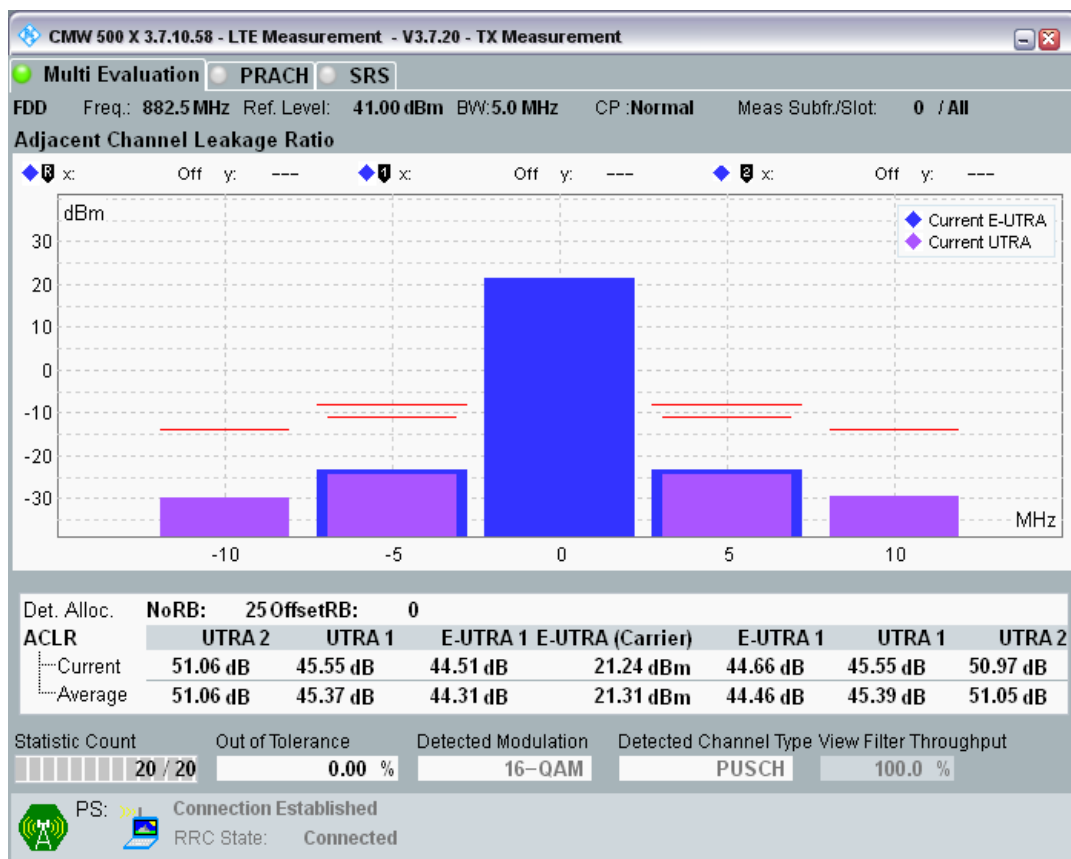 CMW 500 X 3.7.10.58 - LTE Measurement - V3.7.20 - TX Measurement
Multi Evaluation PRACH SRS
FDD Freq.: 882.5 MHz Ref. Level: 41.00 dBm BW:5.0 MHz CP :Normal Meas Subfr./Slot: 0 / All
Adjacent Channel Leakage Ratio
R x: Off y: --- 1 x: Off y: --- 2 x: Off y: ---
dBm
Current E-UTRA
Current UTRA
30
20
10
0
-10
-20
-30
MHz
-10 -5 0 5 10
Det. Alloc. NoRB: 25 OffsetRB: 0
ACLR UTRA 2 UTRA 1 E-UTRA 1 E-UTRA (Carrier) E-UTRA 1 UTRA 1 UTRA 2
Current 51.06 dB 45.55 dB 44.51 dB 21.24 dBm 44.66 dB 45.55 dB 50.97 dB
Average 51.06 dB 45.37 dB 44.31 dB 21.31 dBm 44.46 dB 45.39 dB 51.05 dB
Statistic Count Out of Tolerance Detected Modulation Detected Channel Type View Filter Throughput
20 / 20 0.00 % 16-QAM PUSCH 100.0 %
PS: Connection Established
RRC State: Connected